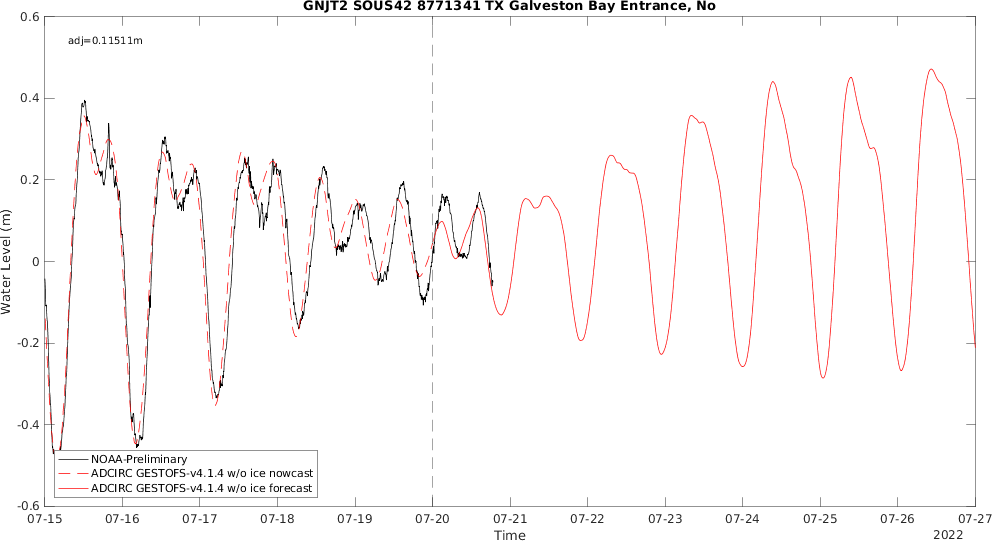 GNJT2 SOUS42 8771341 TX Galveston Bay Entrance, No
adj=0.11511m
0.6
0.4
0.2
0
-0.2
-0.4
-0.6
Water Level (m)
NOAA-Preliminary
ADCIRC GESTOFS-v4.1.4 w/o ice nowcast
ADCIRC GESTOFS-v4.1.4 w/o ice forecast
07-15 07-16 07-17 07-18 07-19 07-20 07-21 07-22 07-23 07-24 07-25 07-26 07-27
Time
2022